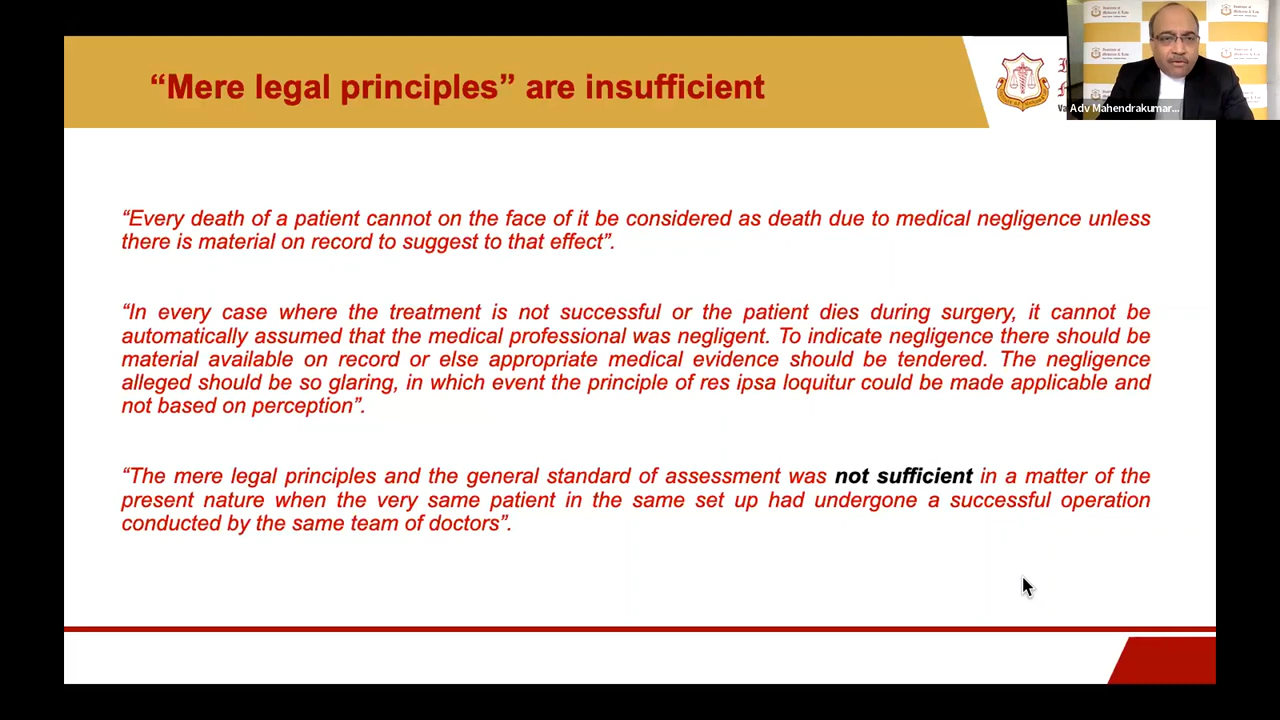 “Mere legal principles” are insufficient
Adv Mahendrakumar...
“Every death of a patient cannot on the face of it be considered as death due to medical negligence unless
there is material on record to suggest to that effect”.
“In every case where the treatment is not successful or the patient dies during surgery, it cannot be
automatically assumed that the medical professional was negligent. To indicate negligence there should be
material available on record or else appropriate medical evidence should be tendered. The negligence
alleged should be so glaring, in which event the principle of res ipsa loquitur could be made applicable and
not based on perception”.
“The mere legal principles and the general standard of assessment was not sufficient in a matter of the
present nature when the very same patient in the same set up had undergone a successful operation
conducted by the same team of doctors”.